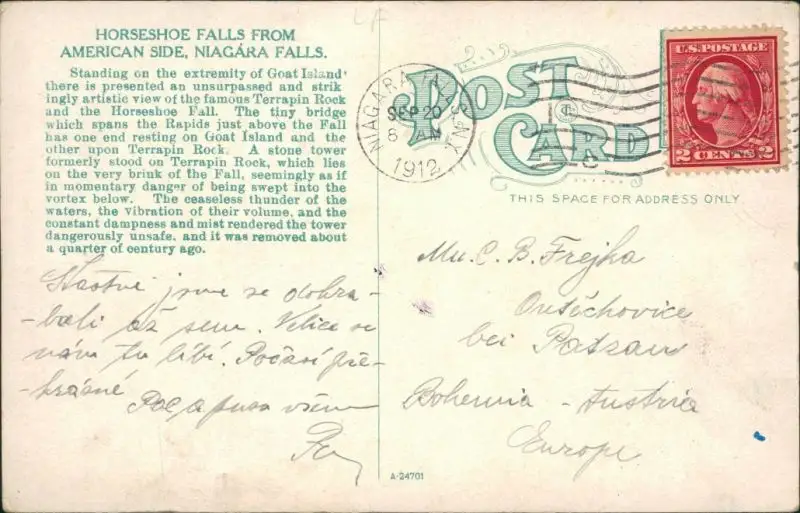 LF
HORSESHOE FALLS FROM
AMERICAN SIDE, NIAGARA FALLS.
Standing on the extremity of Goat Island
there is presented an unsurpassed and strik
ingly artistic view of the famous Terrapin Rock
and the Horseshoe Fall. The tiny bridge
which spans the Rapids just above the Fall
has one end resting on Goat Island and the
other upon Terrapin Rock. A stone tower
formerly stood on Terrapin Rock, which lies
on the very brink of the Fall, seemingly as if
in momentary danger of being swept into the
vortex below. The ceaseless thunder of the
waters, the vibration of their volume, and the
constant dampness and mist rendered the tower
dangerously unsafe, and it was removed about
a quarter of century ago.
Šťastně jsme se dohra-
-bali až sem. Velice se
nám tu líbí. Počasí pře-
-krásné
všem
NIAGARA FALLS, N.Y.
SEP 20
8 AM
1912
POST
CARD
U.S. POSTAGE
2 CENTS 2
THIS SPACE FOR ADDRESS ONLY
C. B. Frejka
Ouběchovice
bei Patzau
Bohemia - Austria
Europe
A-24701